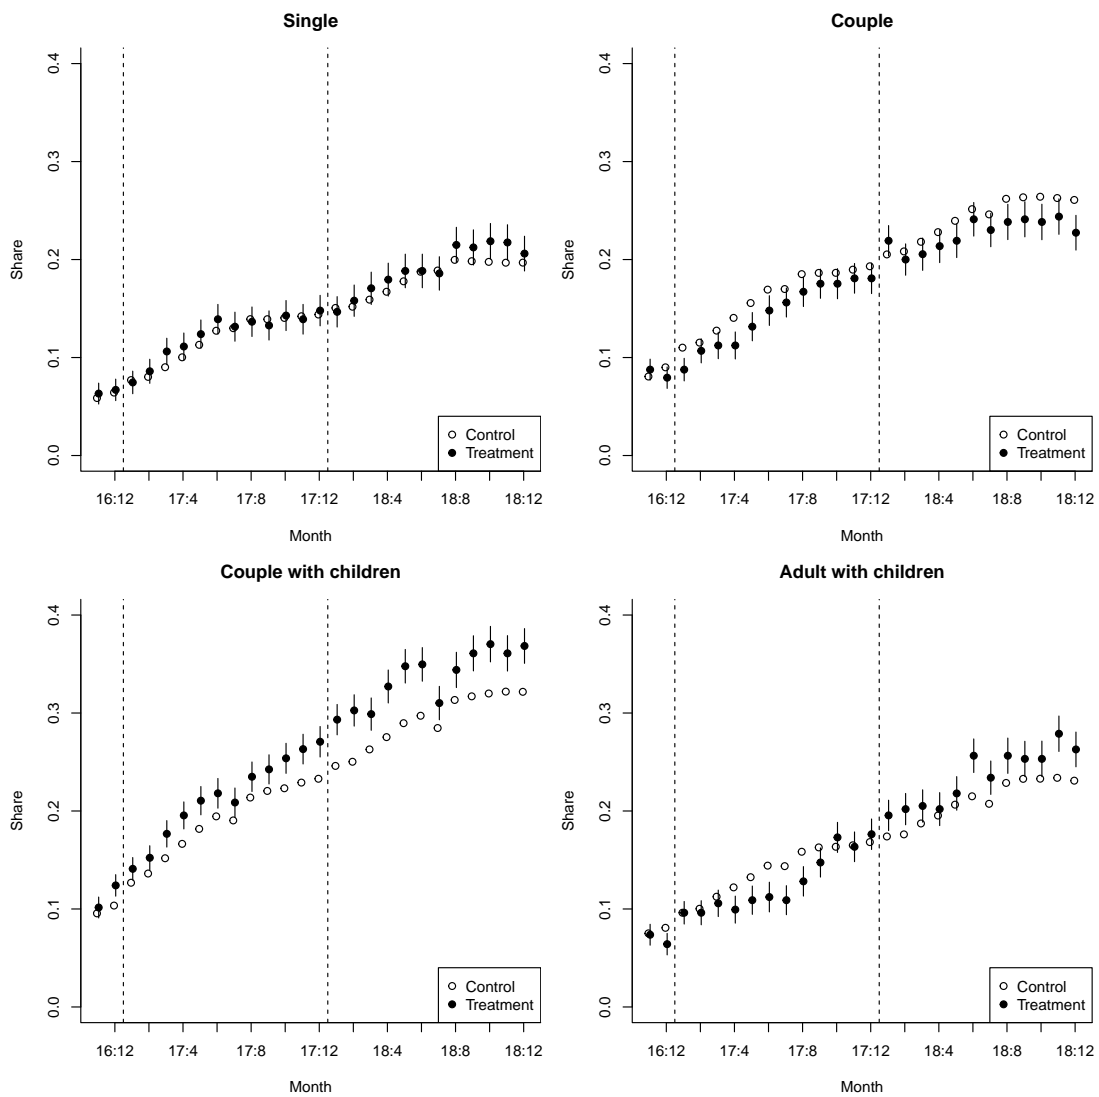 Single
0.4
0.3
0.2
0.1
0.0
Share
Control
Treatment
16:12 17:4 17:8 17:12 18:4 18:8 18:12
Month
Couple
0.4
0.3
0.2
0.1
0.0
Share
Control
Treatment
16:12 17:4 17:8 17:12 18:4 18:8 18:12
Month
Couple with children
0.4
0.3
0.2
0.1
0.0
Share
Control
Treatment
16:12 17:4 17:8 17:12 18:4 18:8 18:12
Month
Adult with children
0.4
0.3
0.2
0.1
0.0
Share
Control
Treatment
16:12 17:4 17:8 17:12 18:4 18:8 18:12
Month